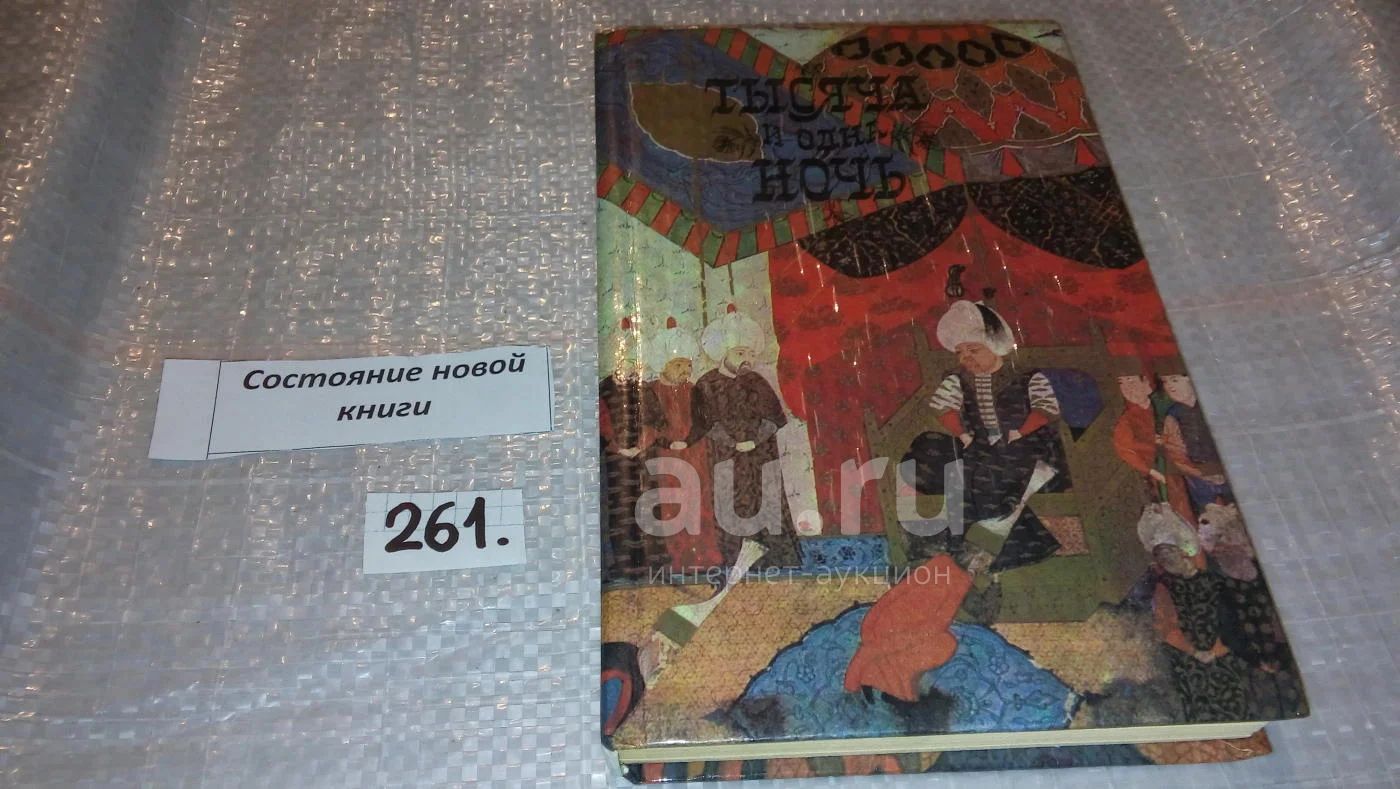 ТЫСЯЧА
И ОДНА
НОЧЬ
Состояние новой
книги
261.
au.ru
интернет-аукцион